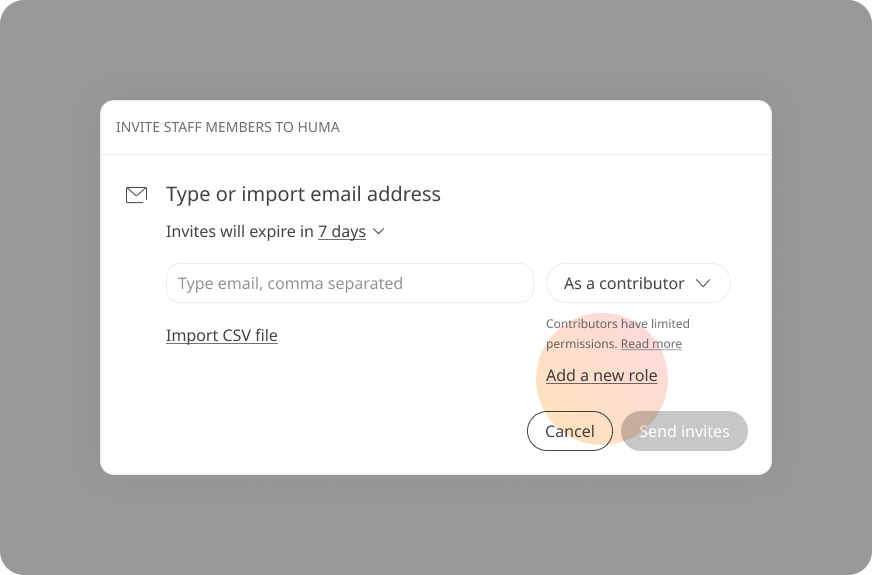 INVITE STAFF MEMBERS TO HUMA
Type or import email address
Invites will expire in 7 days
Type email, comma separated
As a contributor
Import CSV file
Contributors have limited
permissions. Read more
Add a new role
Cancel
Send invites